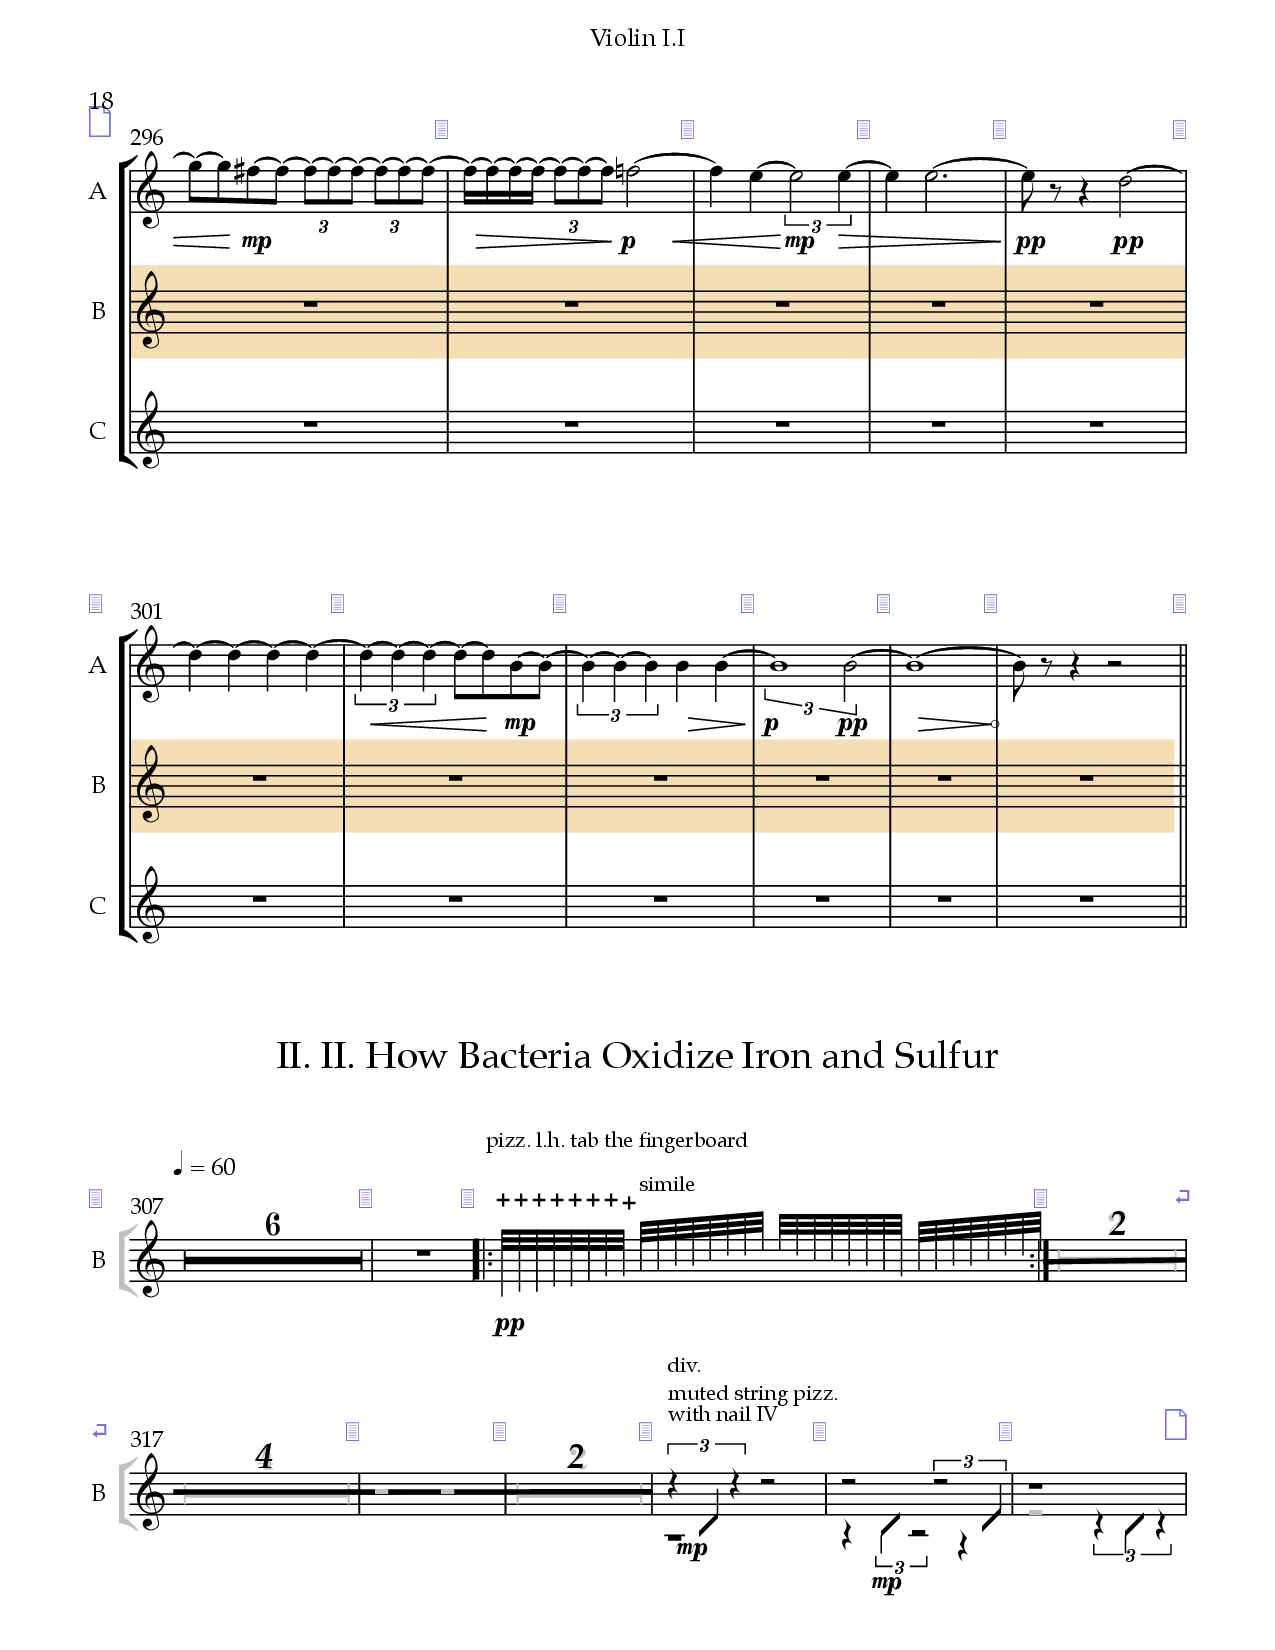 Violin I.I
18
296
A
3 3 3 3
mp p mp pp pp
B
C
301
A
3 3 3
mp p pp
B
C
II. II. How Bacteria Oxidize Iron and Sulfur
pizz. l.h. tab the fingerboard
♩ = 60
simile
307
+ + + + + + + +
6 2
B
pp
div.
muted string pizz.
with nail IV
317
4 2 3 3
B
mp 3 3
mp